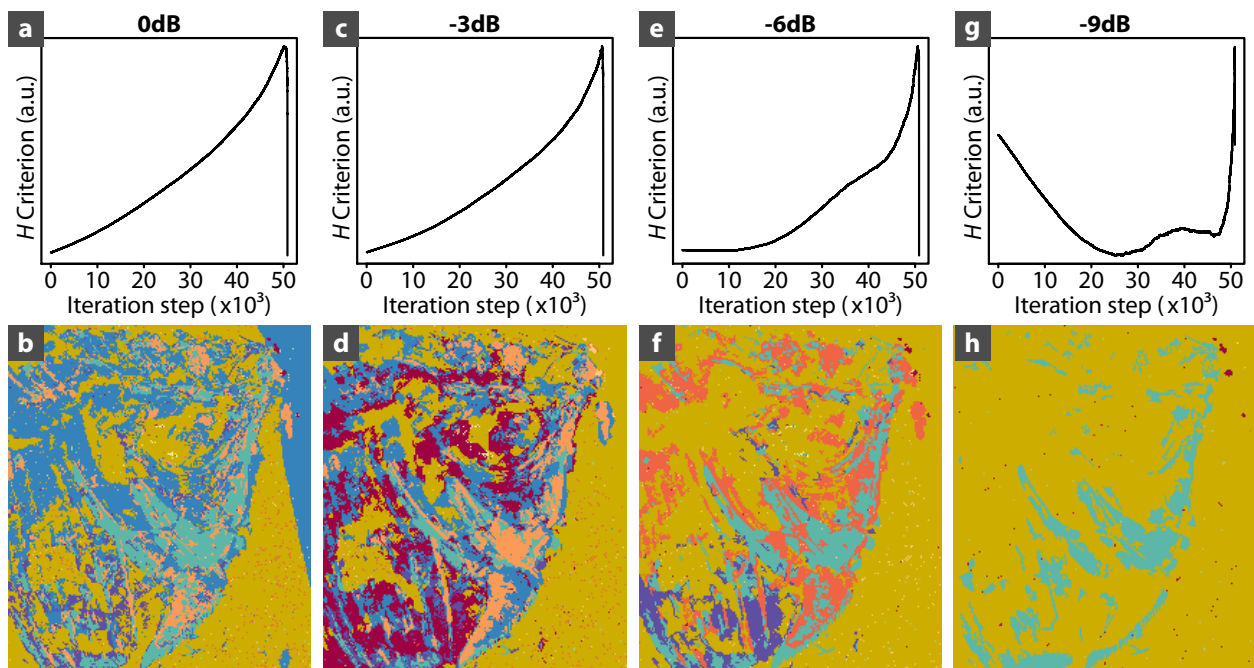 a 0dB c -3dB e -6dB g -9dB
H Criterion (a.u.) H Criterion (a.u.) H Criterion (a.u.) H Criterion (a.u.)
0 10 20 30 40 50 0 10 20 30 40 50 0 10 20 30 40 50 0 10 20 30 40 50
Iteration step (x10³) Iteration step (x10³) Iteration step (x10³) Iteration step (x10³)
b d f h